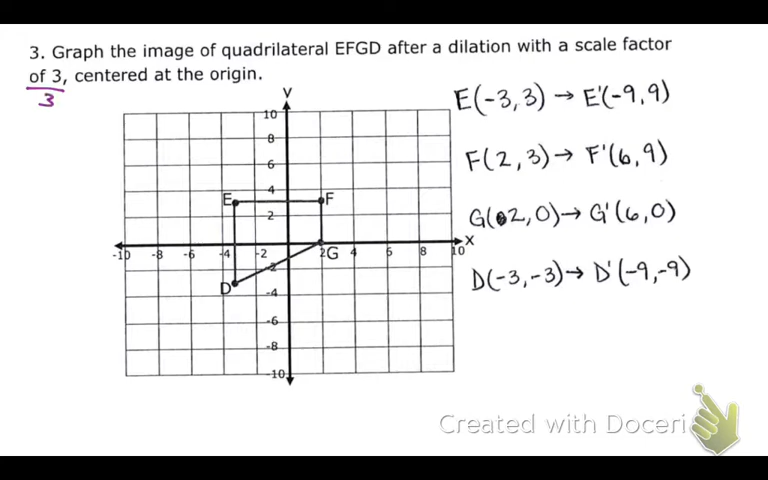 3. Graph the image of quadrilateral EFGD after a dilation with a scale factor
of 3, centered at the origin.
3
E(-3,3) → E'(-9,9)
F(2,3) → F'(6,9)
G(2,0) → G'(6,0)
D(-3,-3) → D'(-9,-9)
y
10
8
6
4
2
E
F
-10 -8 -6 -4 -2 2 G 4 6 8 10 x
-2
D
-4
-6
-8
-10
Created with Doceri